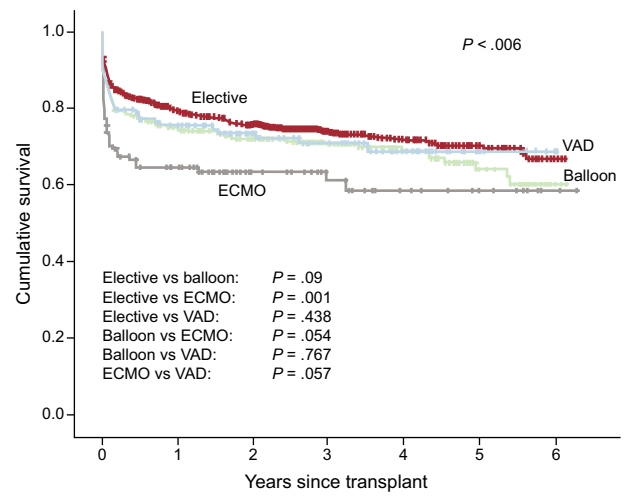 1.0
P < .006
Elective
0.8
VAD
Balloon
0.6
ECMO
Cumulative survival
0.4
Elective vs balloon: P = .09
Elective vs ECMO: P = .001
Elective vs VAD: P = .438
Balloon vs ECMO: P = .054
Balloon vs VAD: P = .767
ECMO vs VAD: P = .057
0.2
0.0
0 1 2 3 4 5 6
Years since transplant